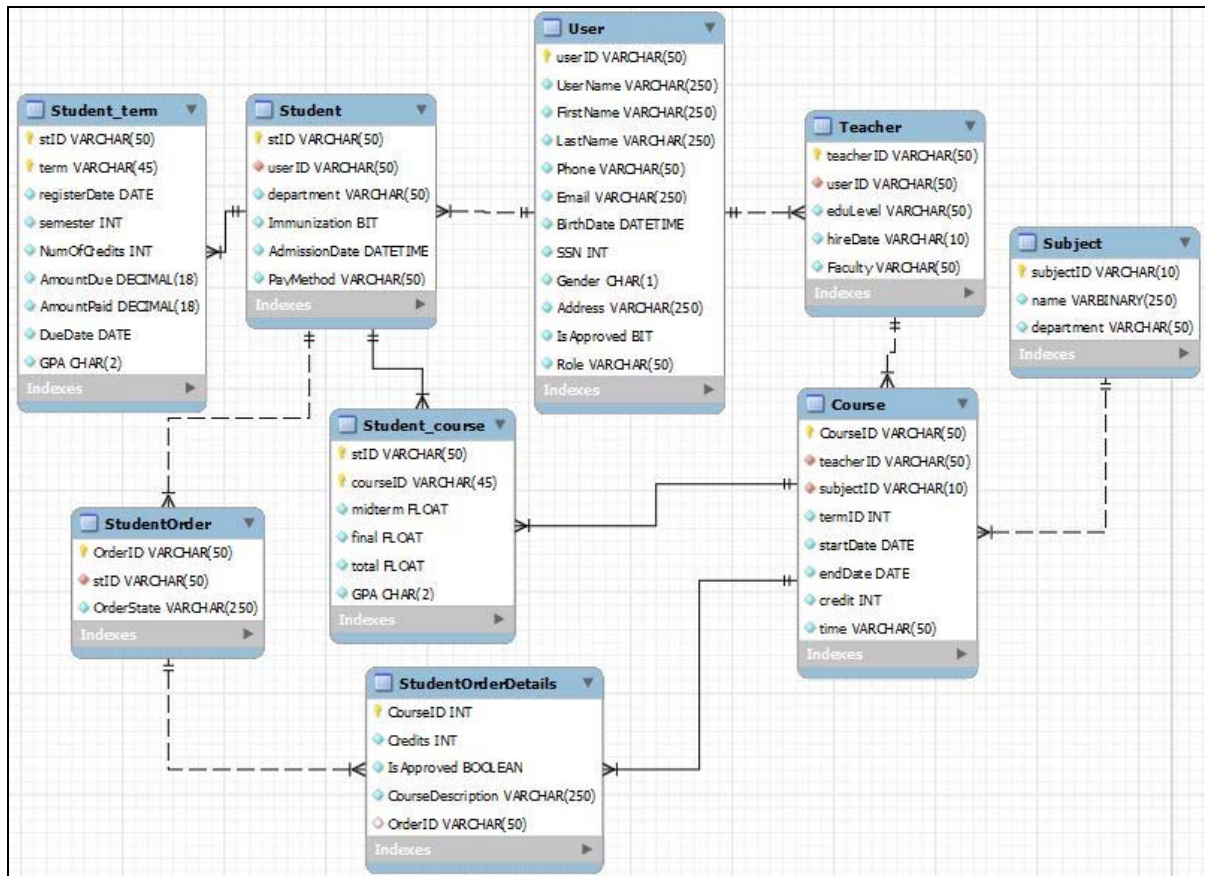 User
userID VARCHAR(50)
UserName VARCHAR(250)
FirstName VARCHAR(250)
LastName VARCHAR(250)
Phone VARCHAR(50)
Email VARCHAR(250)
BirthDate DATETIME
SSN INT
Gender CHAR(1)
Address VARCHAR(250)
IsApproved BIT
Role VARCHAR(50)
Indexes
Student_term
stID VARCHAR(50)
term VARCHAR(45)
registerDate DATE
semester INT
NumOfCredits INT
AmountDue DECIMAL(18)
AmountPaid DECIMAL(18)
DueDate DATE
GPA CHAR(2)
Indexes
Student
stID VARCHAR(50)
userID VARCHAR(50)
department VARCHAR(50)
Immunization BIT
AdmissionDate DATETIME
PayMethod VARCHAR(50)
Indexes
Teacher
teacherID VARCHAR(50)
userID VARCHAR(50)
eduLevel VARCHAR(50)
hireDate VARCHAR(10)
Faculty VARCHAR(50)
Indexes
Subject
subjectID VARCHAR(10)
name VARBINARY(250)
department VARCHAR(50)
Indexes
Course
CourseID VARCHAR(50)
teacherID VARCHAR(50)
subjectID VARCHAR(10)
termID INT
startDate DATE
endDate DATE
credit INT
time VARCHAR(50)
Indexes
Student_course
stID VARCHAR(50)
courseID VARCHAR(45)
midterm FLOAT
final FLOAT
total FLOAT
GPA CHAR(2)
Indexes
StudentOrder
OrderID VARCHAR(50)
stID VARCHAR(50)
OrderState VARCHAR(250)
Indexes
StudentOrderDetails
CourseID INT
Credits INT
IsApproved BOOLEAN
CourseDescription VARCHAR(250)
OrderID VARCHAR(50)
Indexes